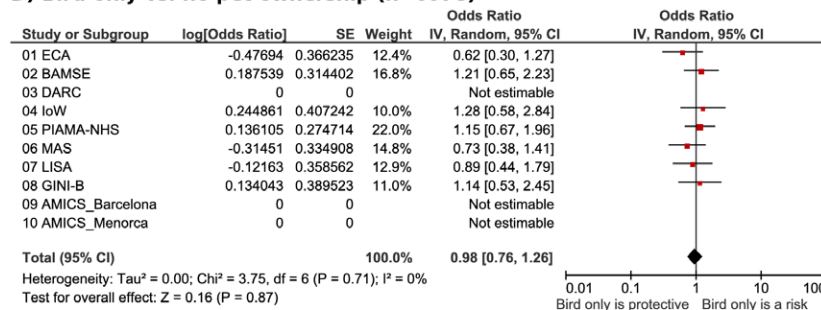 Odds Ratio Odds Ratio
Study or Subgroup log[Odds Ratio] SE Weight IV, Random, 95% CI IV, Random, 95% CI
01 ECA -0.47694 0.366235 12.4% 0.62 [0.30, 1.27]
02 BAMSE 0.187539 0.314402 16.8% 1.21 [0.65, 2.23]
03 DARC 0 0 Not estimable
04 IoW 0.244861 0.407242 10.0% 1.28 [0.58, 2.84]
05 PIAMA-NHS 0.136105 0.274714 22.0% 1.15 [0.67, 1.96]
06 MAS -0.31451 0.334908 14.8% 0.73 [0.38, 1.41]
07 LISA -0.12163 0.358562 12.9% 0.89 [0.44, 1.79]
08 GINI-B 0.134043 0.389523 11.0% 1.14 [0.53, 2.45]
09 AMICS_Barcelona 0 0 Not estimable
10 AMICS_Menorca 0 0 Not estimable
Total (95% CI) 100.0% 0.98 [0.76, 1.26]
Heterogeneity: Tau² = 0.00; Chi² = 3.75, df = 6 (P = 0.71); I² = 0%
Test for overall effect: Z = 0.16 (P = 0.87)
0.01 0.1 1 10 100
Bird only is protective Bird only is a risk